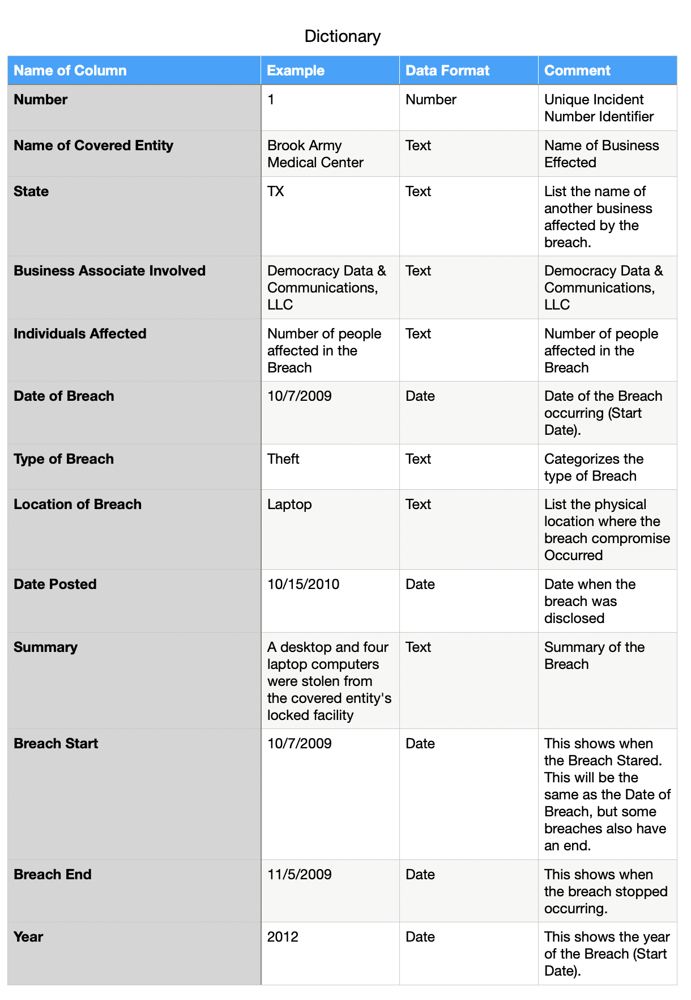 Dictionary
Name of Column Example Data Format Comment
Number 1 Number Unique Incident
Number Identifier
Name of Covered Entity Brook Army Text Name of Business
Medical Center Effected
State TX Text List the name of
another business
affected by the
breach.
Business Associate Involved Democracy Data & Text Democracy Data &
Communications, Communications,
LLC LLC
Individuals Affected Number of people Text Number of people
affected in the affected in the
Breach Breach
Date of Breach 10/7/2009 Date Date of the Breach
occurring (Start
Date).
Type of Breach Theft Text Categorizes the
type of Breach
Location of Breach Laptop Text List the physical
location where the
breach compromise
Occurred
Date Posted 10/15/2010 Date Date when the
breach was
disclosed
Summary A desktop and four Text Summary of the
laptop computers Breach
were stolen from
the covered entity's
locked facility
Breach Start 10/7/2009 Date This shows when
the Breach Stared.
This will be the
same as the Date of
Breach, but some
breaches also have
an end.
Breach End 11/5/2009 Date This shows when
the breach stopped
occurring.
Year 2012 Date This shows the year
of the Breach (Start
Date).